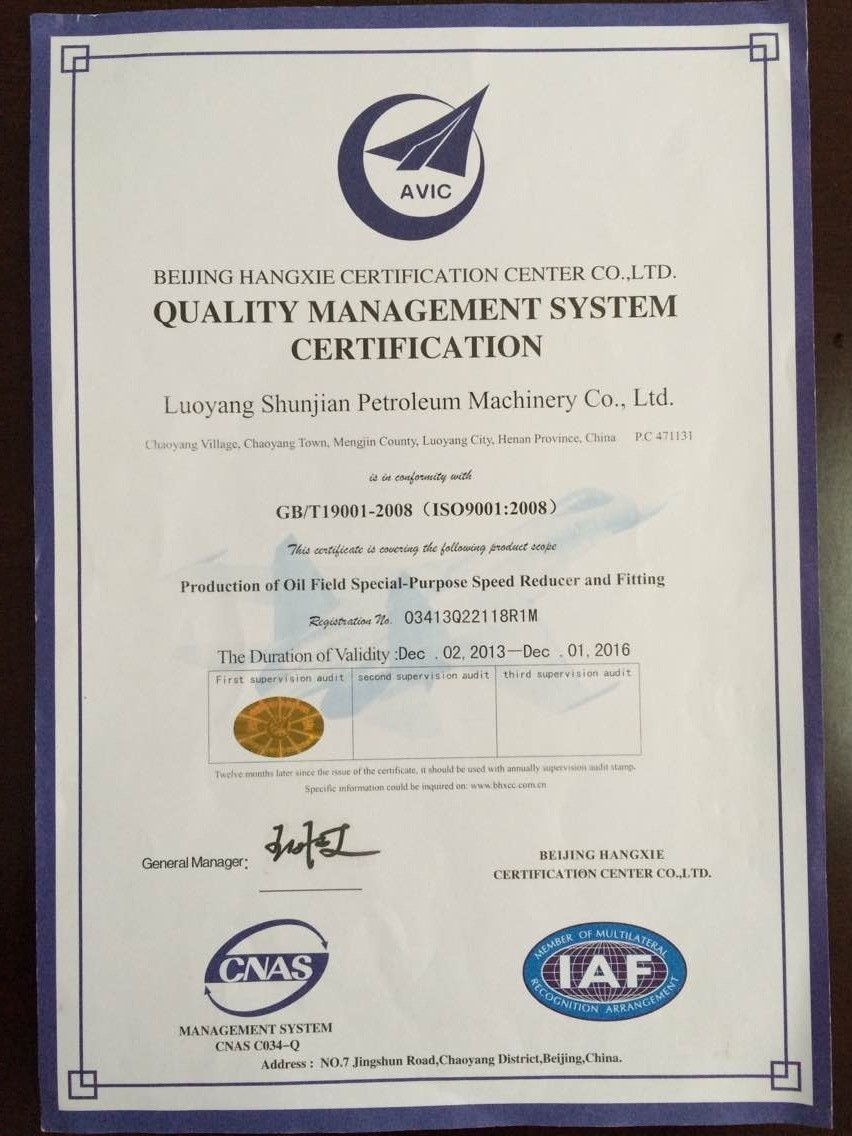 AVIC
BEIJING HANGXIE CERTIFICATION CENTER CO.,LTD.
QUALITY MANAGEMENT SYSTEM
CERTIFICATION
Luoyang Shunjian Petroleum Machinery Co., Ltd.
Chaoyang Village, Chaoyang Town, Mengjin County, Luoyang City, Henan Province, China P.C 471131
is in conformity with
GB/T19001-2008（ISO9001:2008）
This certificate is covering the following product scope
Production of Oil Field Special-Purpose Speed Reducer and Fitting
Registration No. 03413Q22118R1M
The Duration of Validity :Dec . 02, 2013—Dec . 01, 2016
First supervision audit second supervision audit third supervision audit
Twelve months later since the issue of the certificate, it should be used with annually supervision audit stamp.
Specific information could be inquired on: www.bhxcc.com.cn
General Manager:
BEIJING HANGXIE
CERTIFICATION CENTER CO.,LTD.
CNAS
MEMBER OF MULTILATERAL
IAF
RECOGNITION ARRANGEMENT
MANAGEMENT SYSTEM
CNAS C034-Q
Address : NO.7 Jingshun Road,Chaoyang District,Beijing,China.